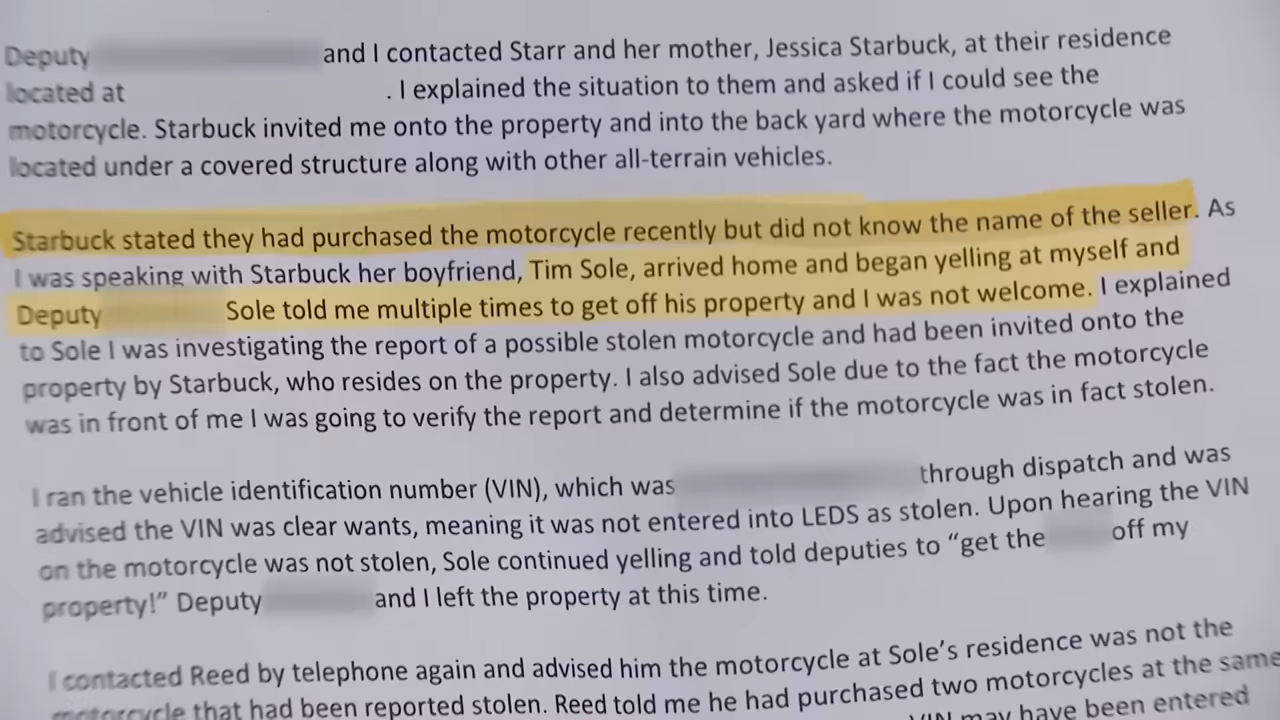 Deputy and I contacted Starr and her mother, Jessica Starbuck, at their residence
located at . I explained the situation to them and asked if I could see the
motorcycle. Starbuck invited me onto the property and into the back yard where the motorcycle was
located under a covered structure along with other all-terrain vehicles.
Starbuck stated they had purchased the motorcycle recently but did not know the name of the seller. As
I was speaking with Starbuck her boyfriend, Tim Sole, arrived home and began yelling at myself and
Deputy Sole told me multiple times to get off his property and I was not welcome. I explained
to Sole I was investigating the report of a possible stolen motorcycle and had been invited onto the
property by Starbuck, who resides on the property. I also advised Sole due to the fact the motorcycle
was in front of me I was going to verify the report and determine if the motorcycle was in fact stolen.
I ran the vehicle identification number (VIN), which was through dispatch and was
advised the VIN was clear wants, meaning it was not entered into LEDS as stolen. Upon hearing the VIN
on the motorcycle was not stolen, Sole continued yelling and told deputies to “get the off my
property!” Deputy and I left the property at this time.
I contacted Reed by telephone again and advised him the motorcycle at Sole’s residence was not the
motorcycle that had been reported stolen. Reed told me he had purchased two motorcycles at the same
VIN may have been entered